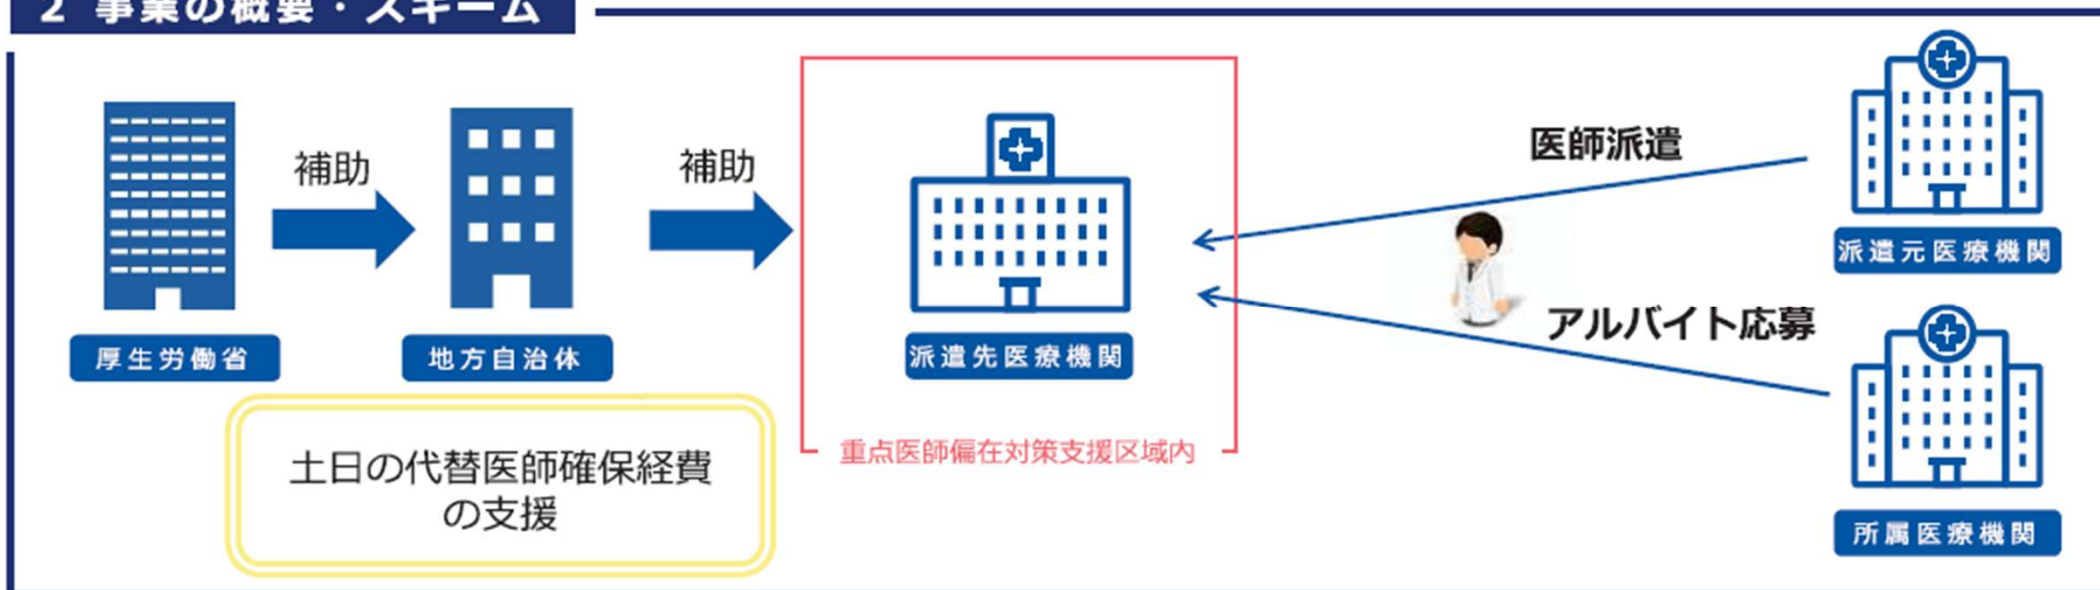 2 事業の概要・スキーム
補助
補助
医師派遣
派遣元医療機関
アルバイト応募
厚生労働省
地方自治体
派遣先医療機関
重点医師偏在対策支援区域内
土日の代替医師確保経費
の支援
所属医療機関